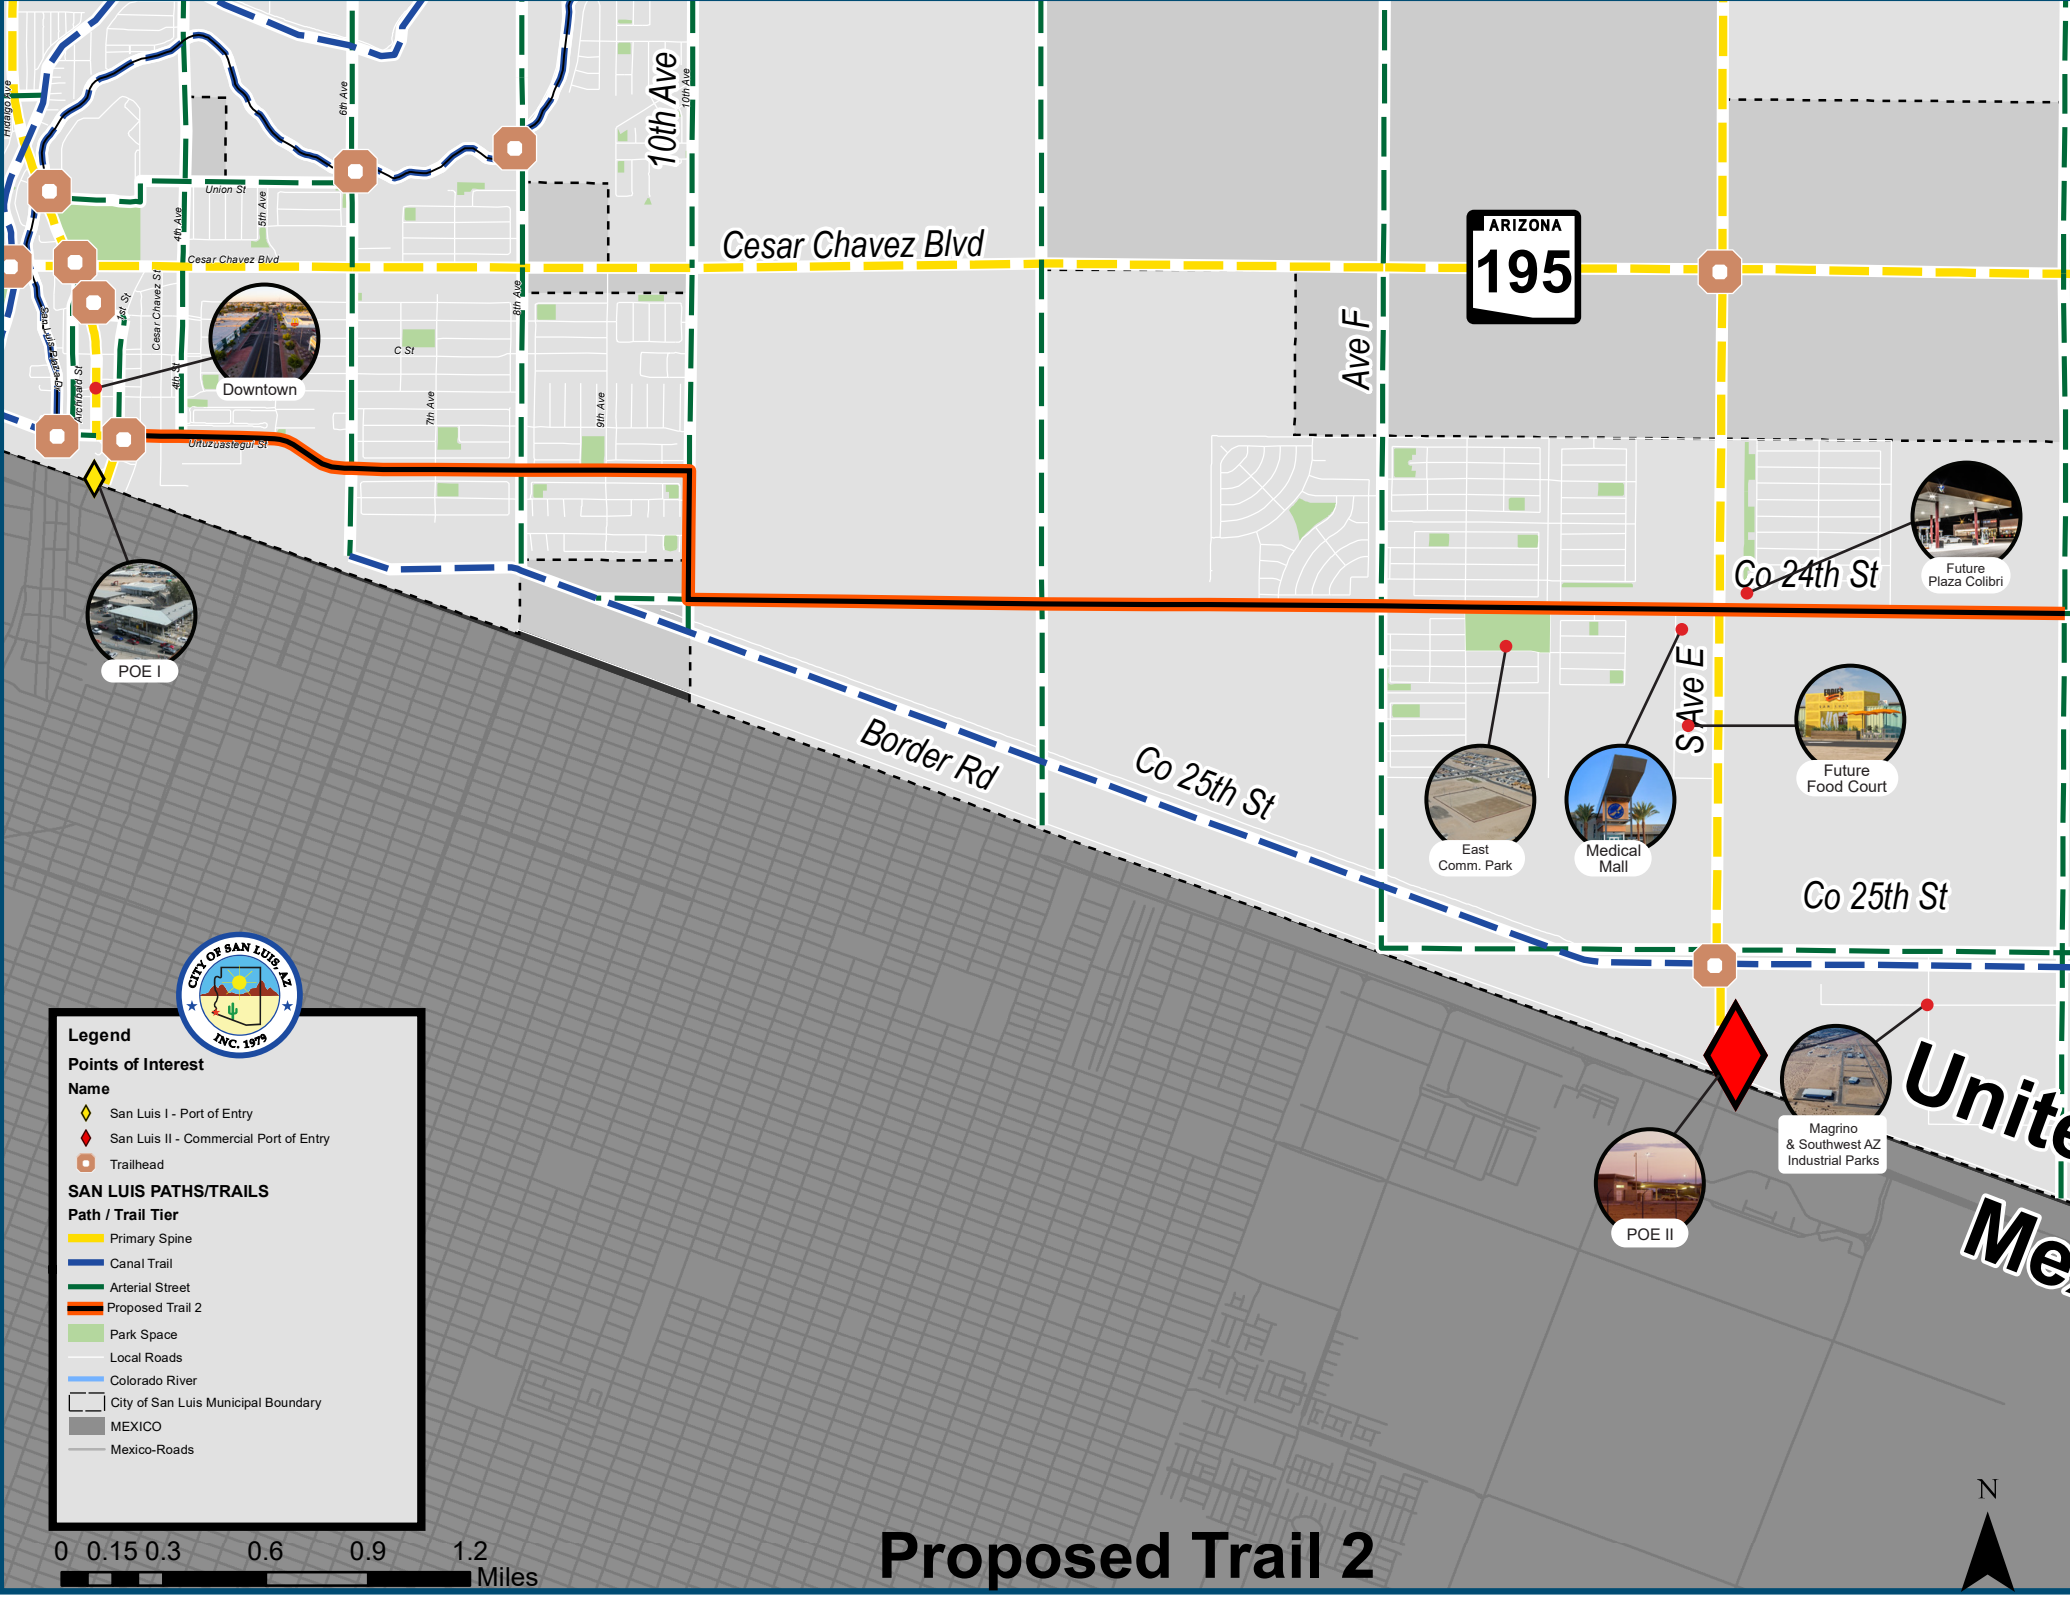 Hidalgo Ave
6th Ave
10th Ave
10th Ave
Union St
4th Ave
5th Ave
Cesar Chavez Blvd
Cesar Chavez Blvd
ARIZONA
195
Cesar Chavez St
1st St
8th Ave
Ave F
C St
Archibald St
4th St
Downtown
7th Ave
9th Ave
Urtuzuastegui St
POE I
Co 24th St
Future
Plaza Colibri
S Ave E
Future
Food Court
Border Rd
Co 25th St
East
Comm. Park
Medical
Mall
Co 25th St
Magrino
& Southwest AZ
Industrial Parks
POE II
Unite
Me
CITY OF SAN LUIS, AZ
INC. 1979
Legend
Points of Interest
Name
San Luis I - Port of Entry
San Luis II - Commercial Port of Entry
Trailhead
SAN LUIS PATHS/TRAILS
Path / Trail Tier
Primary Spine
Canal Trail
Arterial Street
Proposed Trail 2
Park Space
Local Roads
Colorado River
City of San Luis Municipal Boundary
MEXICO
Mexico-Roads
0 0.15 0.3 0.6 0.9 1.2
Miles
Proposed Trail 2
N